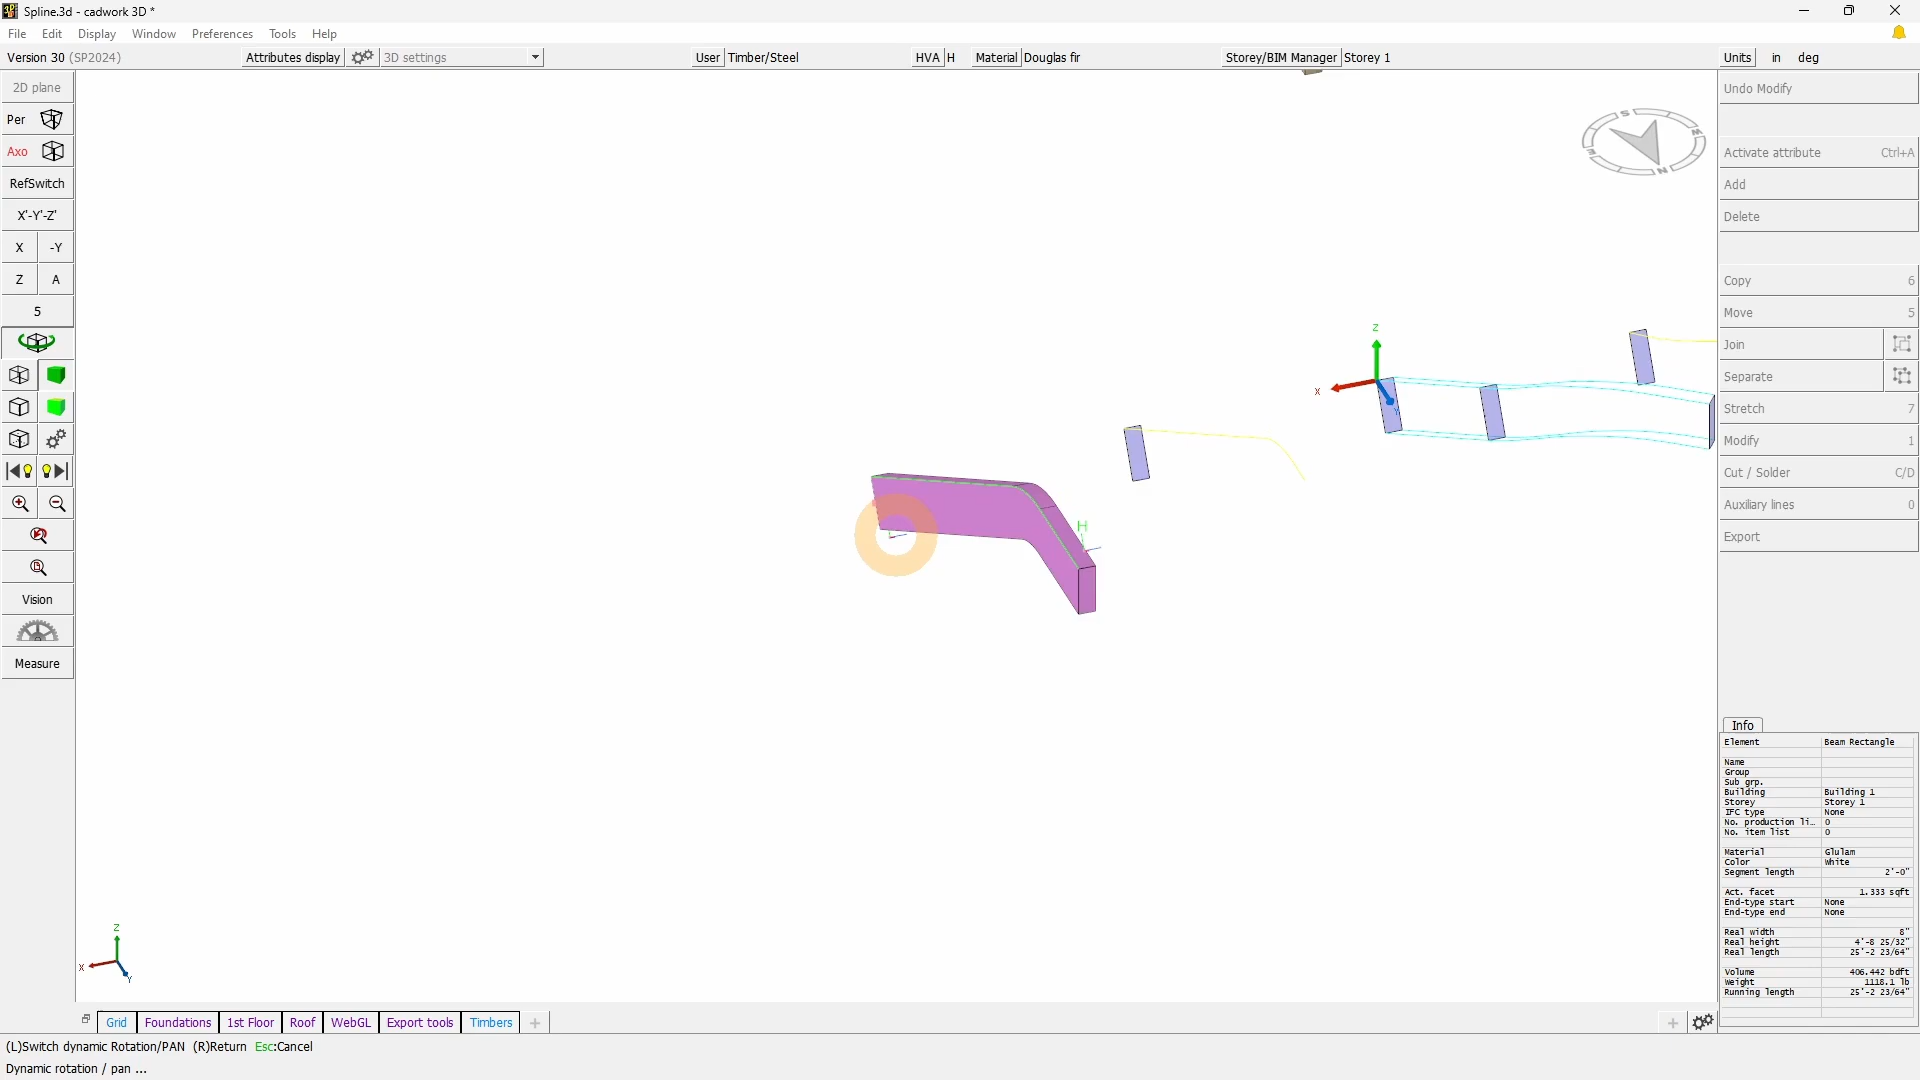 Spline.3d - cadwork 3D *
File Edit Display Window Preferences Tools Help
Version 30 (SP2024) Attributes display 3D settings User Timber/Steel HVA H Material Douglas fir Storey/BIM Manager Storey 1 Units in deg
2D plane
Per
Axo
RefSwitch
X'-Y'-Z'
X -Y
Z A
5
Vision
Measure
S
W
E
N
Z
X
Y
H
Z
X
Y
Undo Modify
Activate attribute Ctrl+A
Add
Delete
Copy 6
Move 5
Join
Separate
Stretch 7
Modify 1
Cut / Solder C/D
Auxiliary lines 0
Export
Info
Element Beam Rectangle
Name
Group
Sub grp.
Building Building 1
Storey Storey 1
IFC type None
No. production li... 0
No. item list 0
Material Glulam
Color White
Segment length 2'-0"
Act. facet 1.333 sqft
End-type start None
End-type end None
Real width 8"
Real height 4'-8 25/32"
Real length 25'-2 23/64"
Volume 406.442 bdft
Weight 1118.1 lb
Running length 25'-2 23/64"
Grid Foundations 1st Floor Roof WebGL Export tools Timbers +
(L)Switch dynamic Rotation/PAN (R)Return Esc:Cancel
Dynamic rotation / pan ...